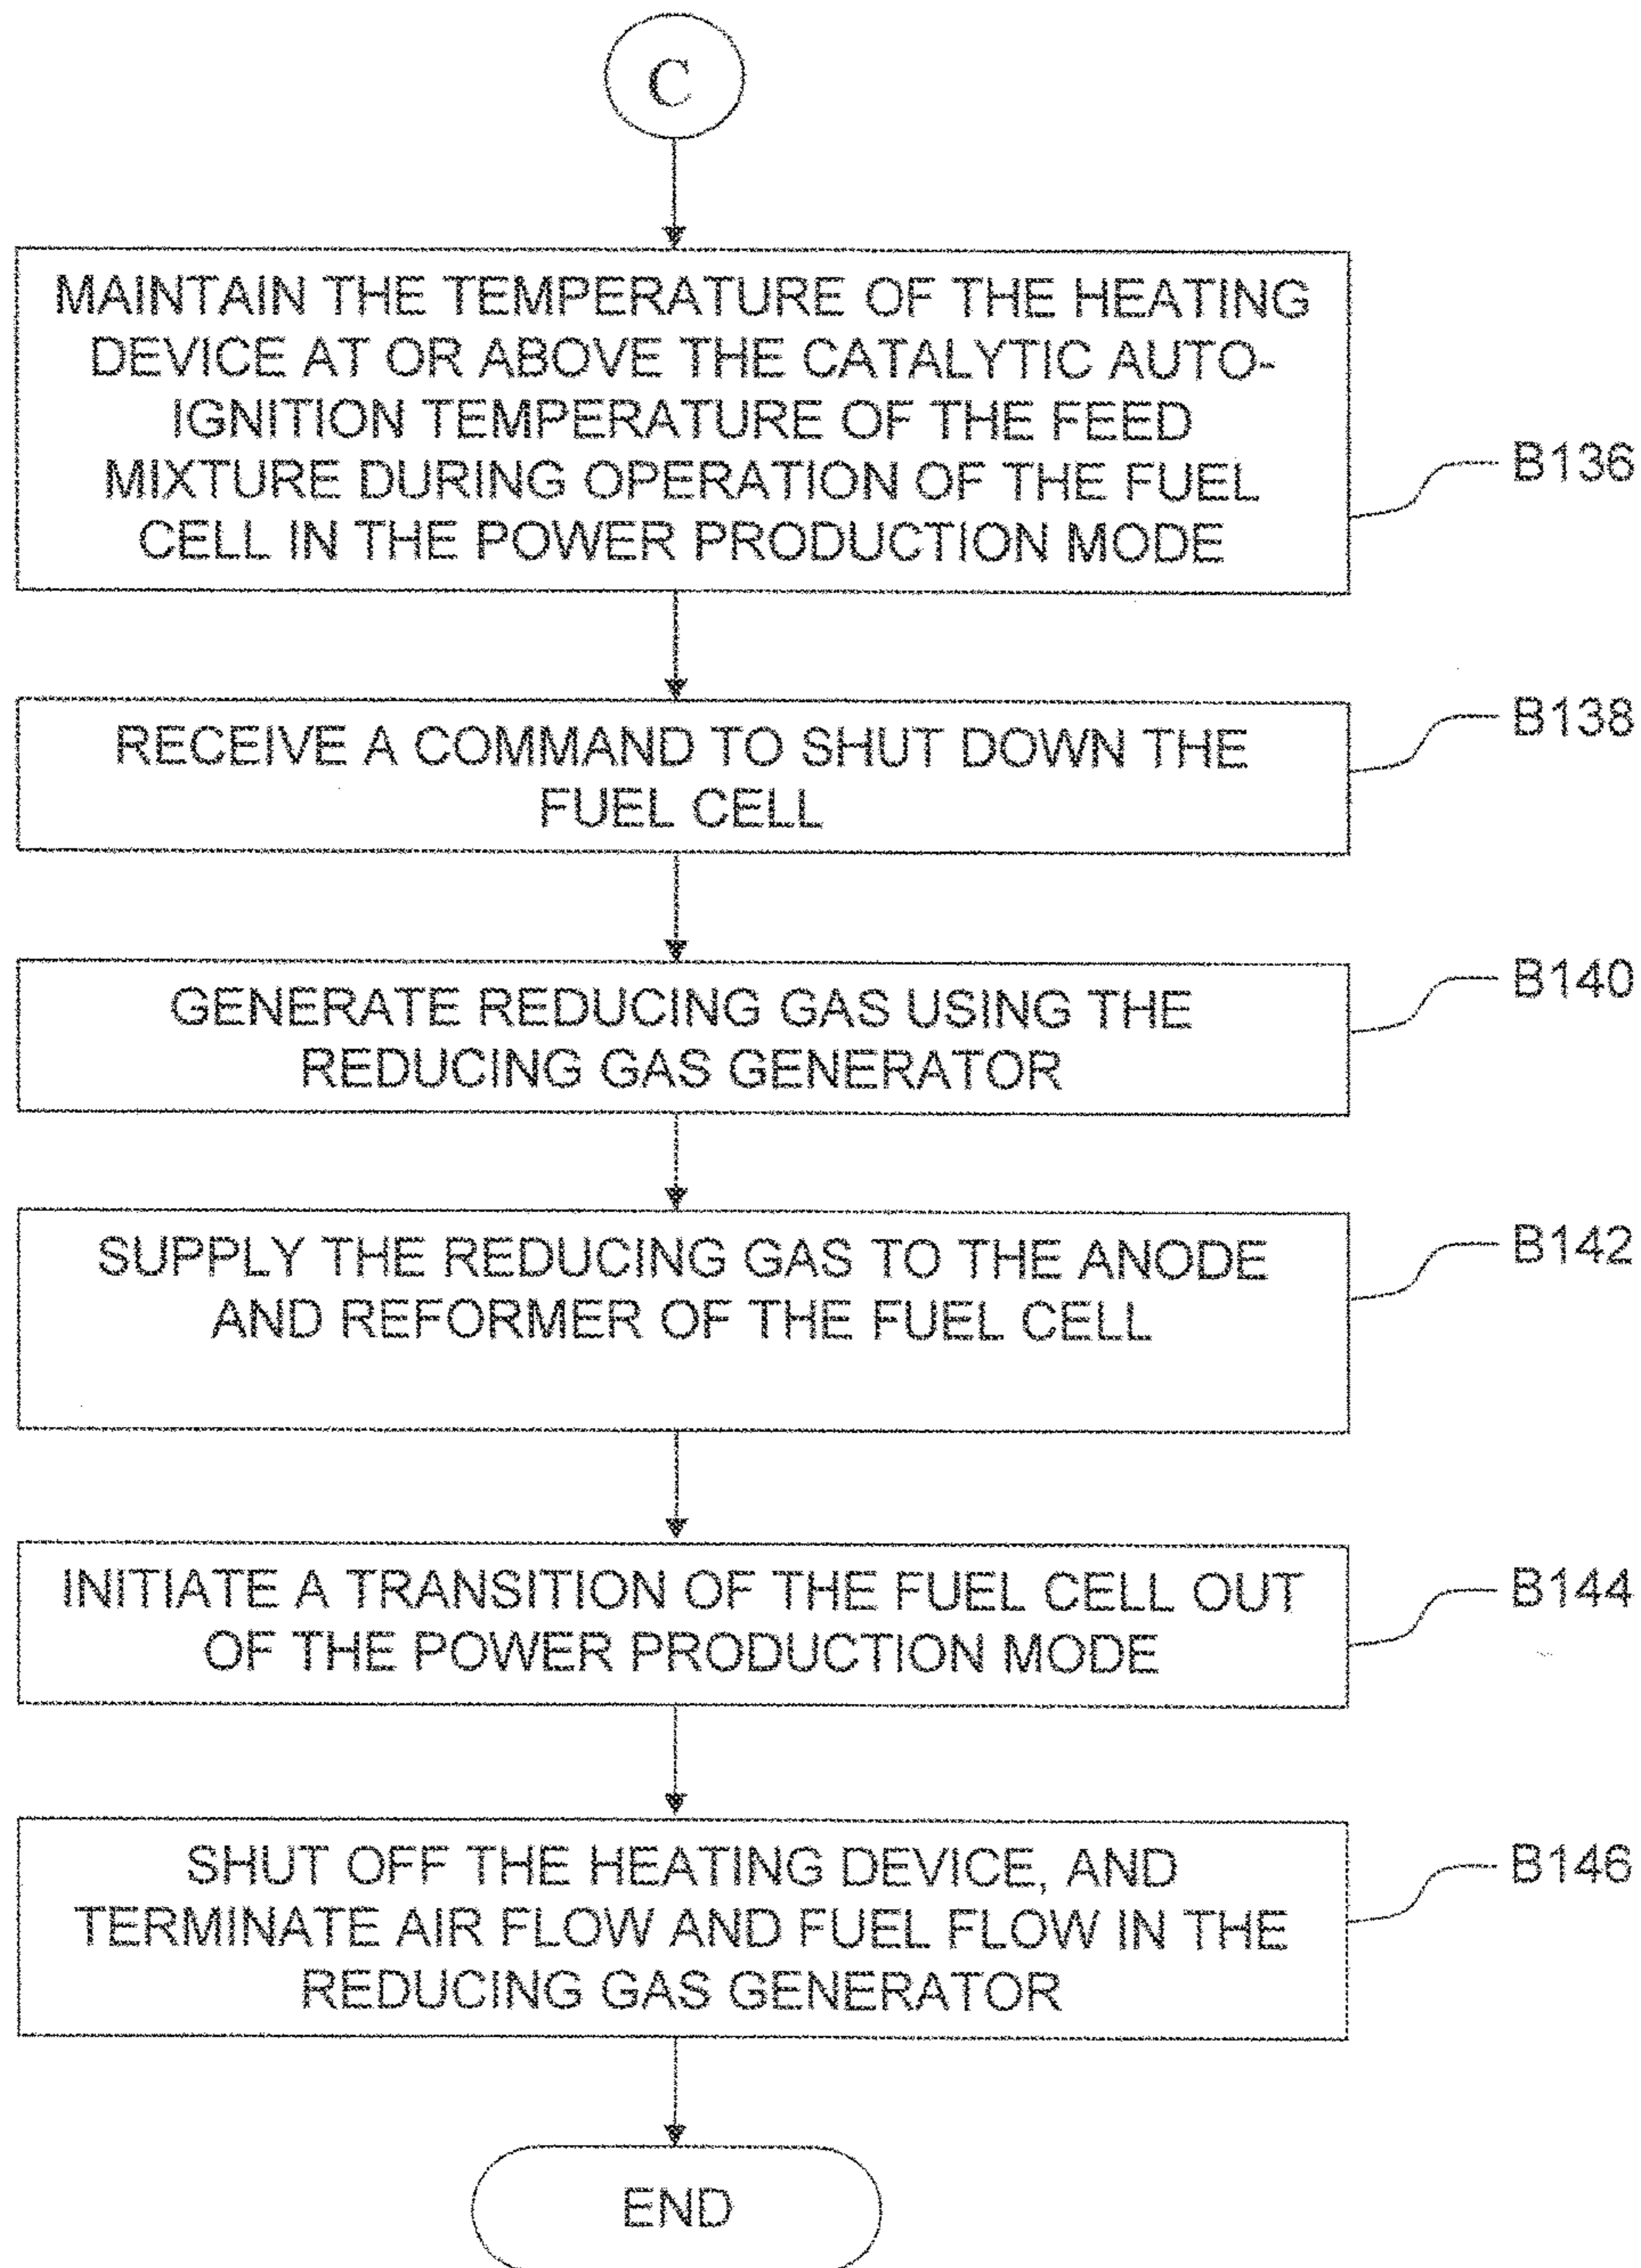 C
MAINTAIN THE TEMPERATURE OF THE HEATING
DEVICE AT OR ABOVE THE CATALYTIC AUTO-
IGNITION TEMPERATURE OF THE FEED
MIXTURE DURING OPERATION OF THE FUEL
CELL IN THE POWER PRODUCTION MODE
B136
RECEIVE A COMMAND TO SHUT DOWN THE
FUEL CELL
B138
GENERATE REDUCING GAS USING THE
REDUCING GAS GENERATOR
B140
SUPPLY THE REDUCING GAS TO THE ANODE
AND REFORMER OF THE FUEL CELL
B142
INITIATE A TRANSITION OF THE FUEL CELL OUT
OF THE POWER PRODUCTION MODE
B144
SHUT OFF THE HEATING DEVICE, AND
TERMINATE AIR FLOW AND FUEL FLOW IN THE
REDUCING GAS GENERATOR
B146
END